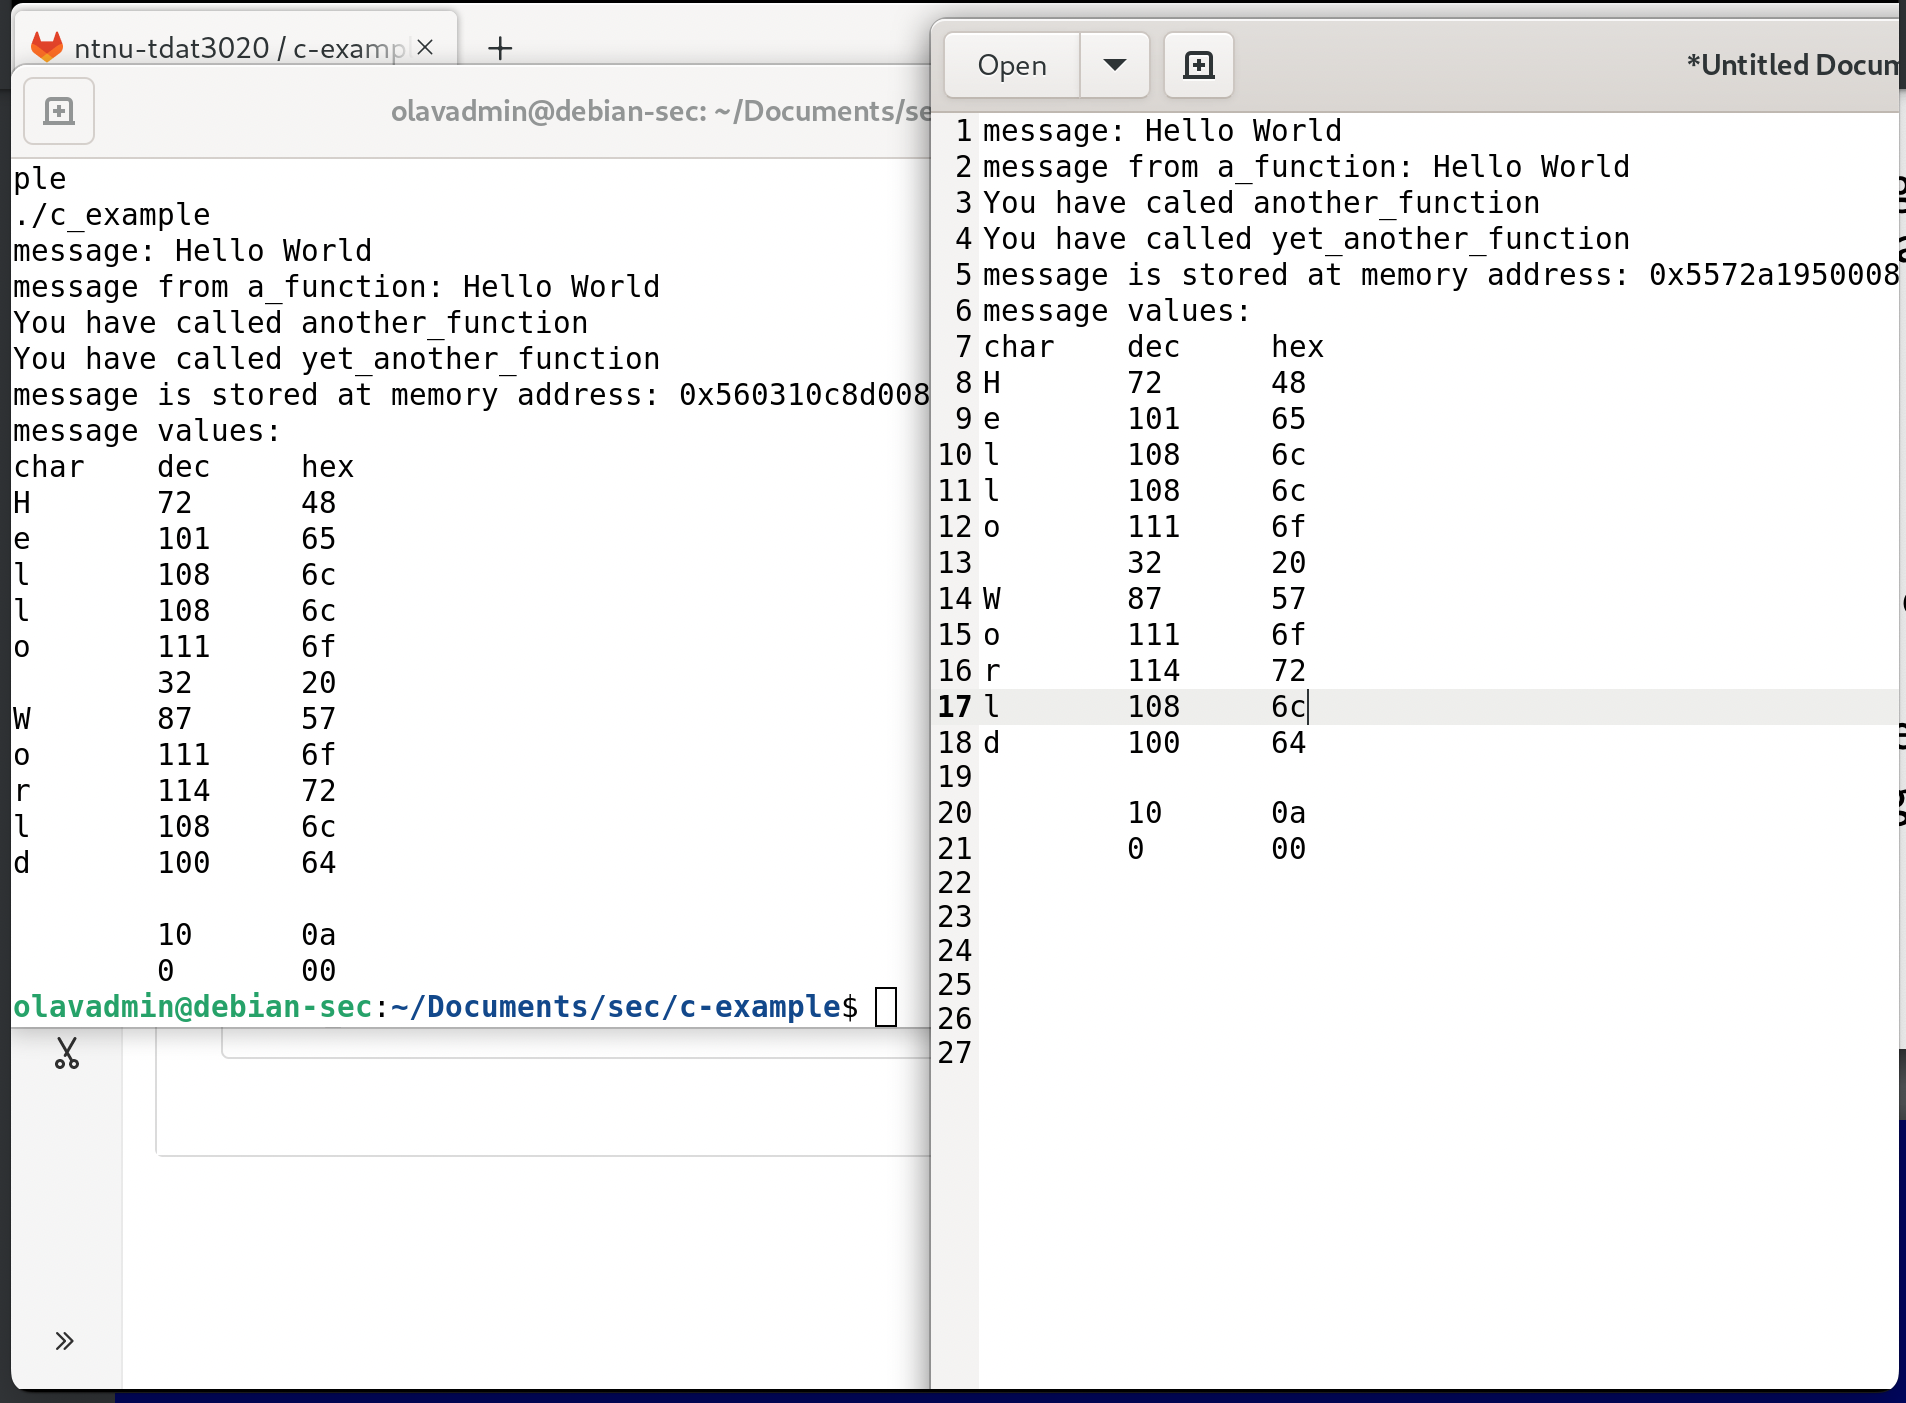 ntnu-tdat3020 / c-exampl
olavadmin@debian-sec: ~/Documents/se
ple
./c_example
message: Hello World
message from a_function: Hello World
You have called another_function
You have called yet_another_function
message is stored at memory address: 0x560310c8d008
message values:
char dec hex
H 72 48
e 101 65
l 108 6c
l 108 6c
o 111 6f
32 20
W 87 57
o 111 6f
r 114 72
l 108 6c
d 100 64
10 0a
0 00
olavadmin@debian-sec:~/Documents/sec/c-example$
Open
*Untitled Docum
1 message: Hello World
2 message from a_function: Hello World
3 You have caled another_function
4 You have called yet_another_function
5 message is stored at memory address: 0x5572a1950008
6 message values:
7 char dec hex
8 H 72 48
9 e 101 65
10 l 108 6c
11 l 108 6c
12 o 111 6f
13 32 20
14 W 87 57
15 o 111 6f
16 r 114 72
17 l 108 6c
18 d 100 64
19
20 10 0a
21 0 00
22
23
24
25
26
27